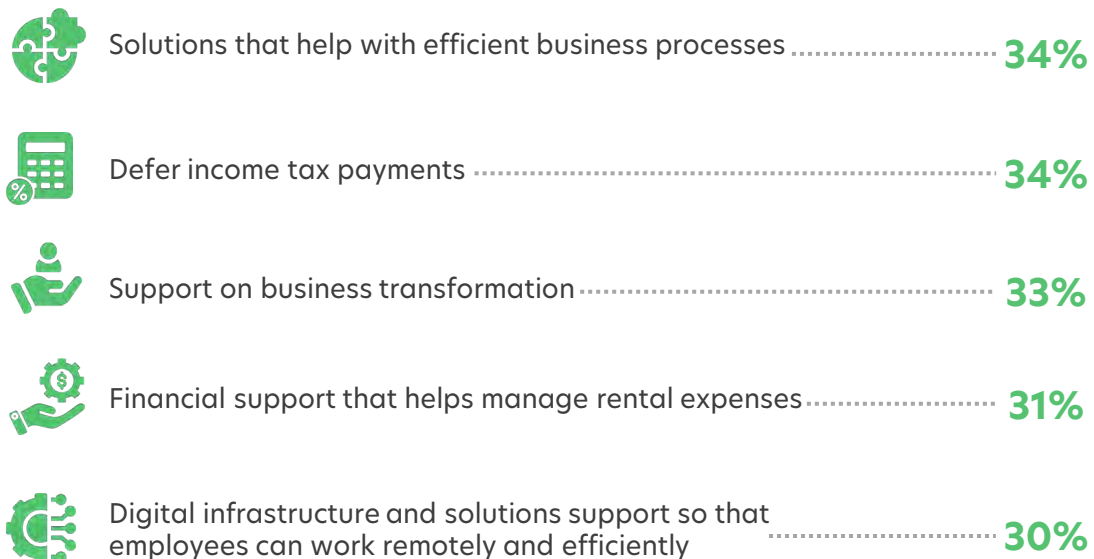 Solutions that help with efficient business processes 34%
%
Defer income tax payments 34%
Support on business transformation 33%
$
Financial support that helps manage rental expenses 31%
Digital infrastructure and solutions support so that
employees can work remotely and efficiently 30%